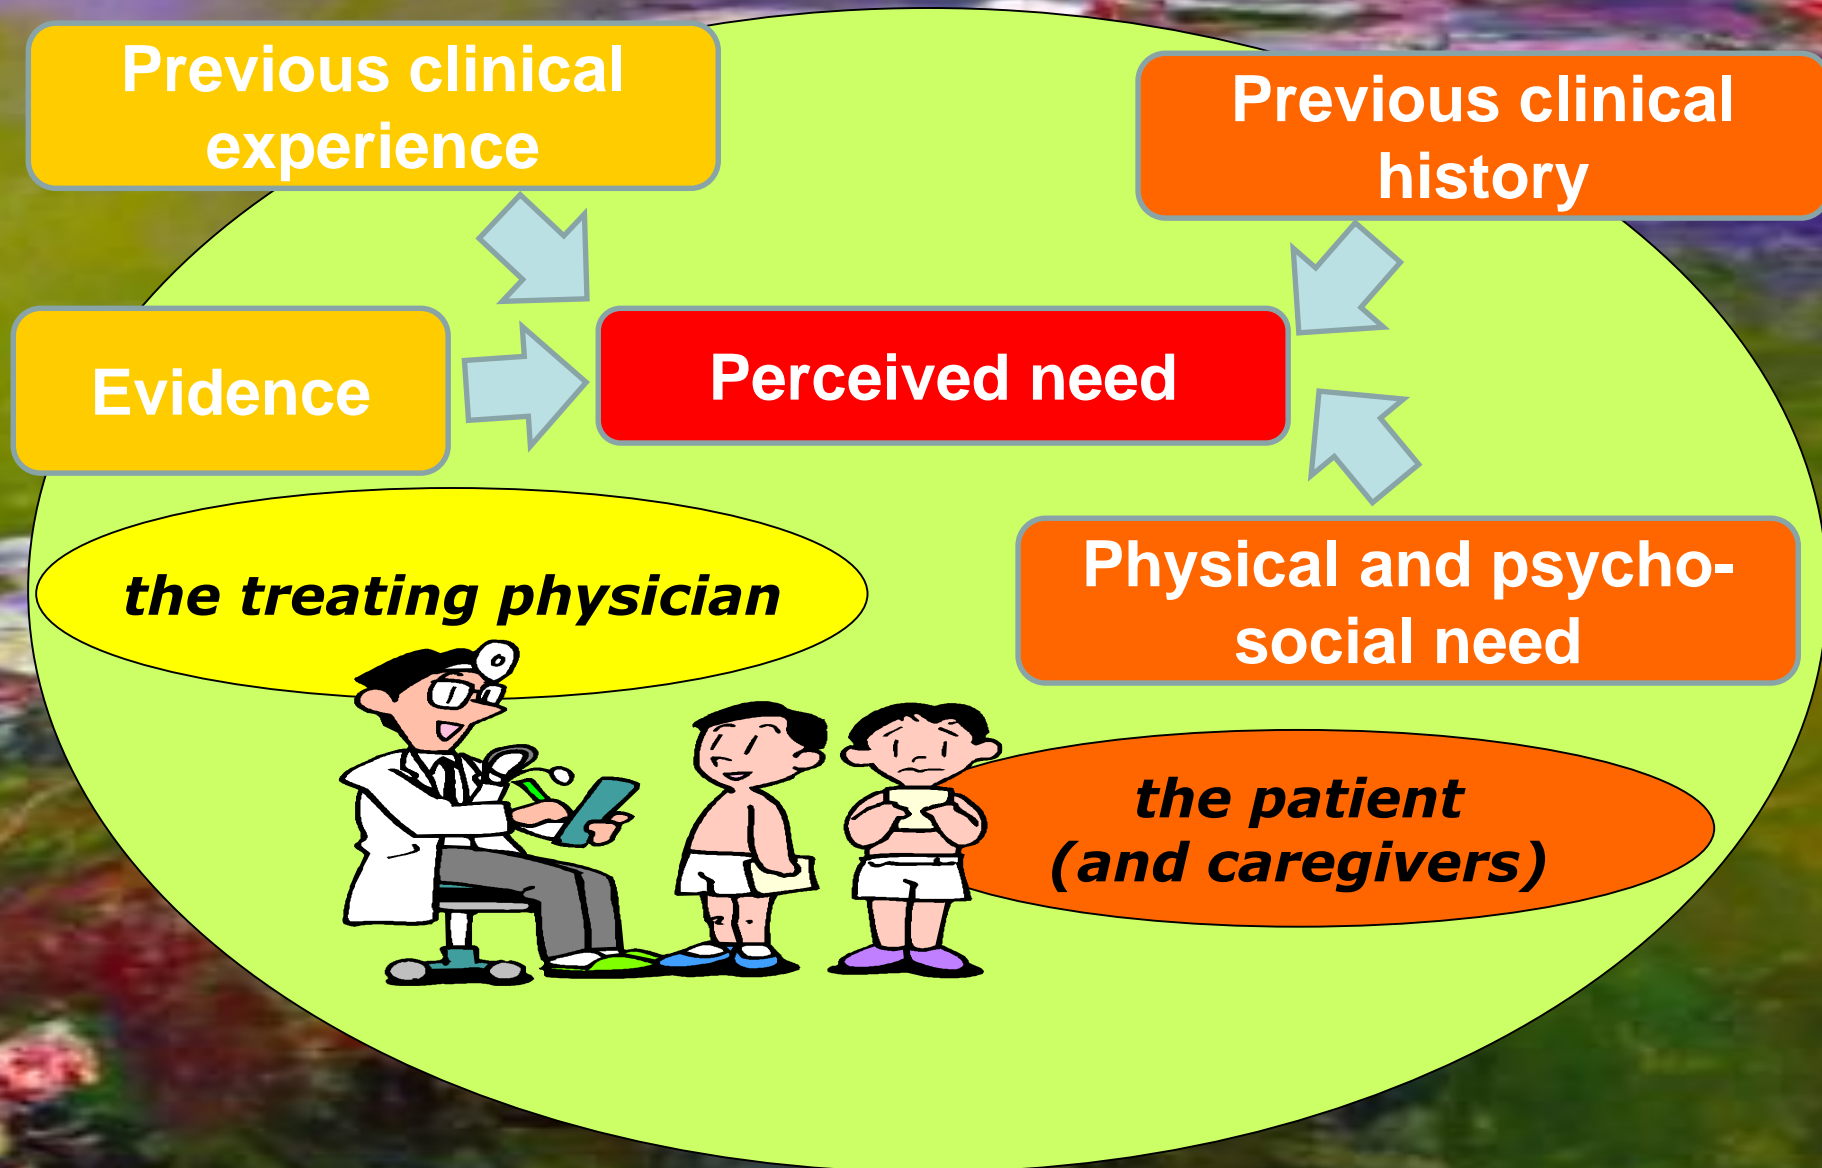 Previous clinical
experience
Previous clinical
history
Evidence
Perceived need
the treating physician
Physical and psycho-
social need
the patient
(and caregivers)